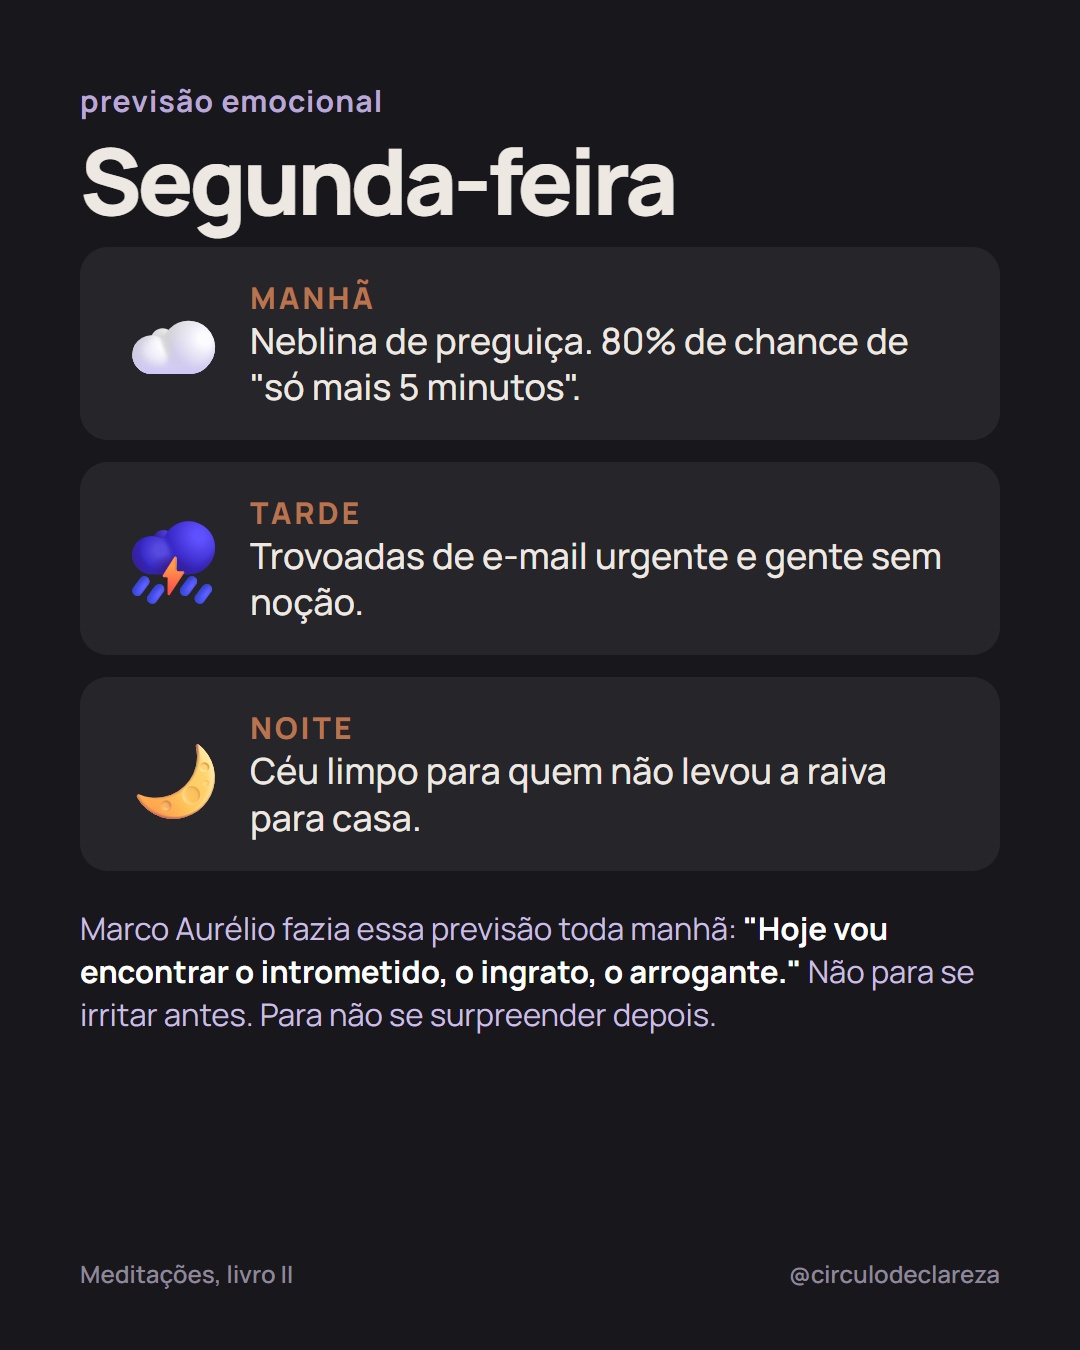 previsão emocional
Segunda-feira
MANHÃ
Neblina de preguiça. 80% de chance de
"só mais 5 minutos".
TARDE
Trovoadas de e-mail urgente e gente sem
noção.
NOITE
Céu limpo para quem não levou a raiva
para casa.
Marco Aurélio fazia essa previsão toda manhã: "Hoje vou
encontrar o intrometido, o ingrato, o arrogante." Não para se
irritar antes. Para não se surpreender depois.
Meditações, livro II
@circulodeclareza